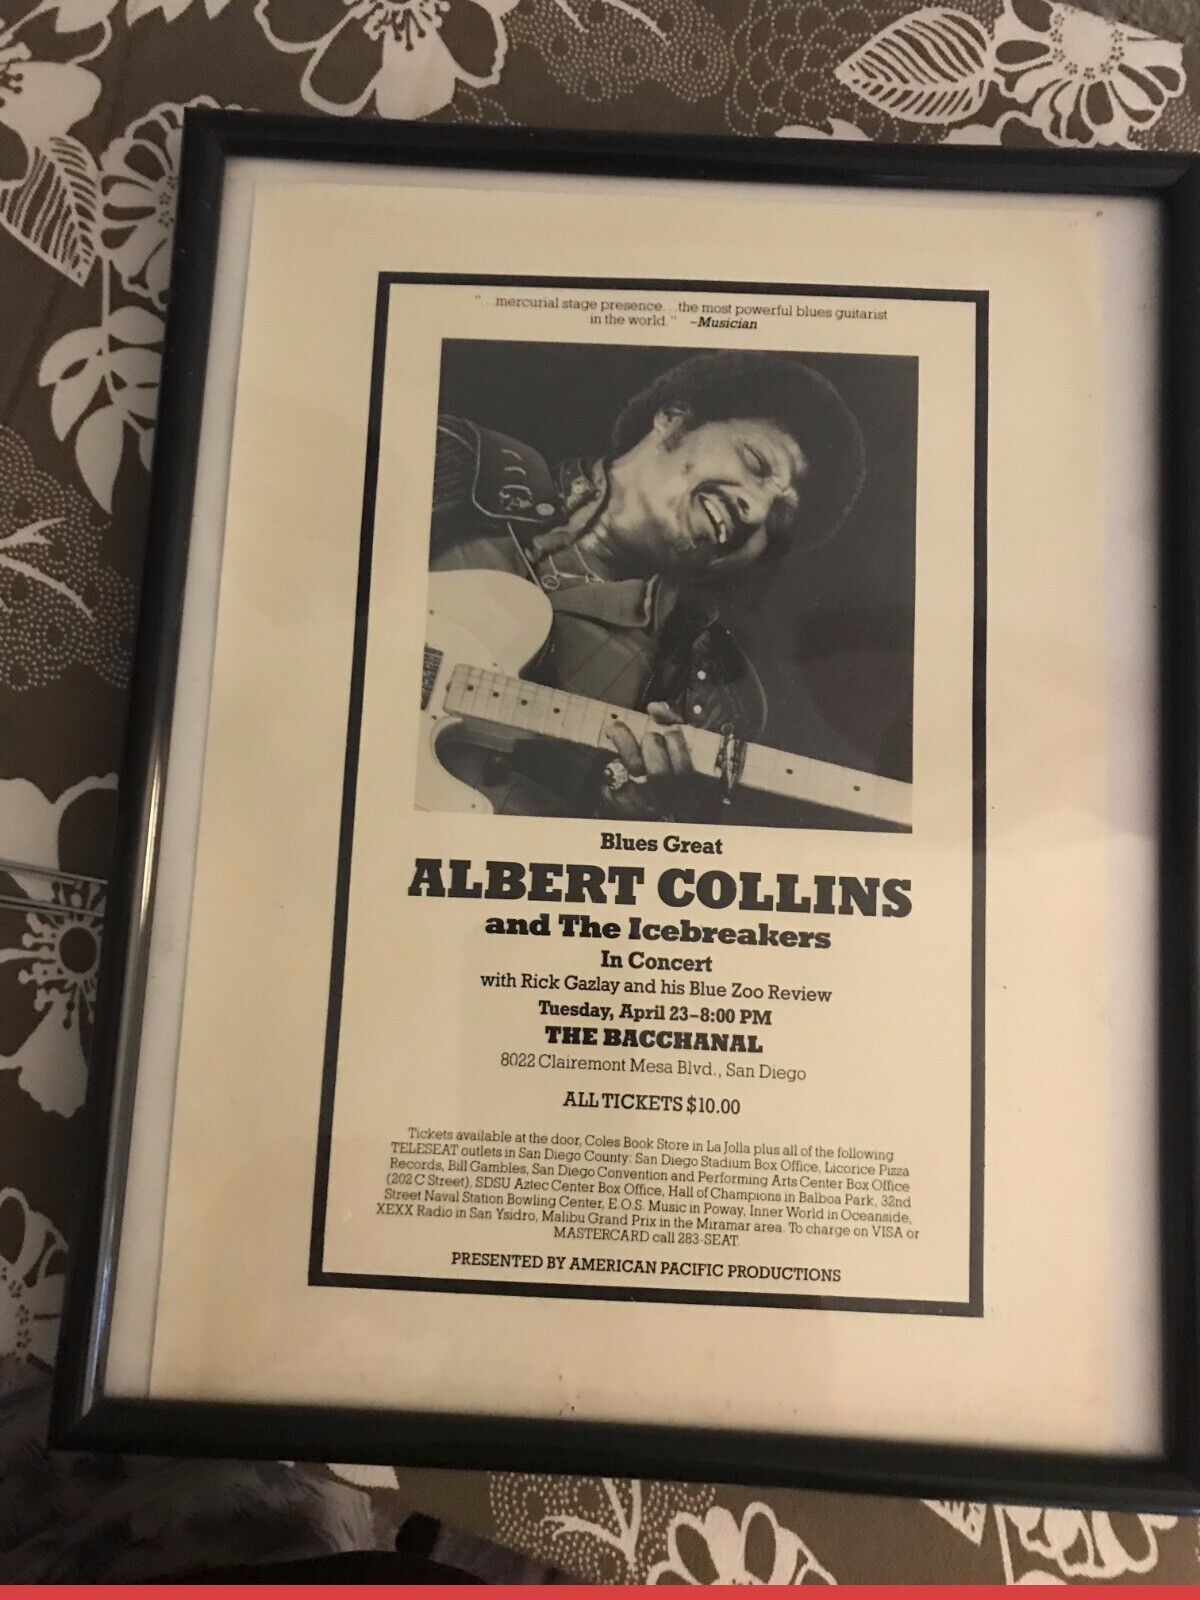 "...mercurial stage presence...the most powerful blues guitarist
in the world." –Musician
Blues Great
ALBERT COLLINS
and The Icebreakers
In Concert
with Rick Gazlay and his Blue Zoo Review
Tuesday, April 23–8:00 PM
THE BACCHANAL
8022 Clairemont Mesa Blvd., San Diego
ALL TICKETS $10.00
Tickets available at the door, Coles Book Store in La Jolla plus all of the following
TELESEAT outlets in San Diego County: San Diego Stadium Box Office, Licorice Pizza
Records, Bill Gambles, San Diego Convention and Performing Arts Center Box Office
(202 C Street), SDSU Aztec Center Box Office, Hall of Champions in Balboa Park, 32nd
Street Naval Station Bowling Center, E.O.S. Music in Poway, Inner World in Oceanside,
XEXX Radio in San Ysidro, Malibu Grand Prix in the Miramar area. To charge on VISA or
MASTERCARD call 283-SEAT.
PRESENTED BY AMERICAN PACIFIC PRODUCTIONS